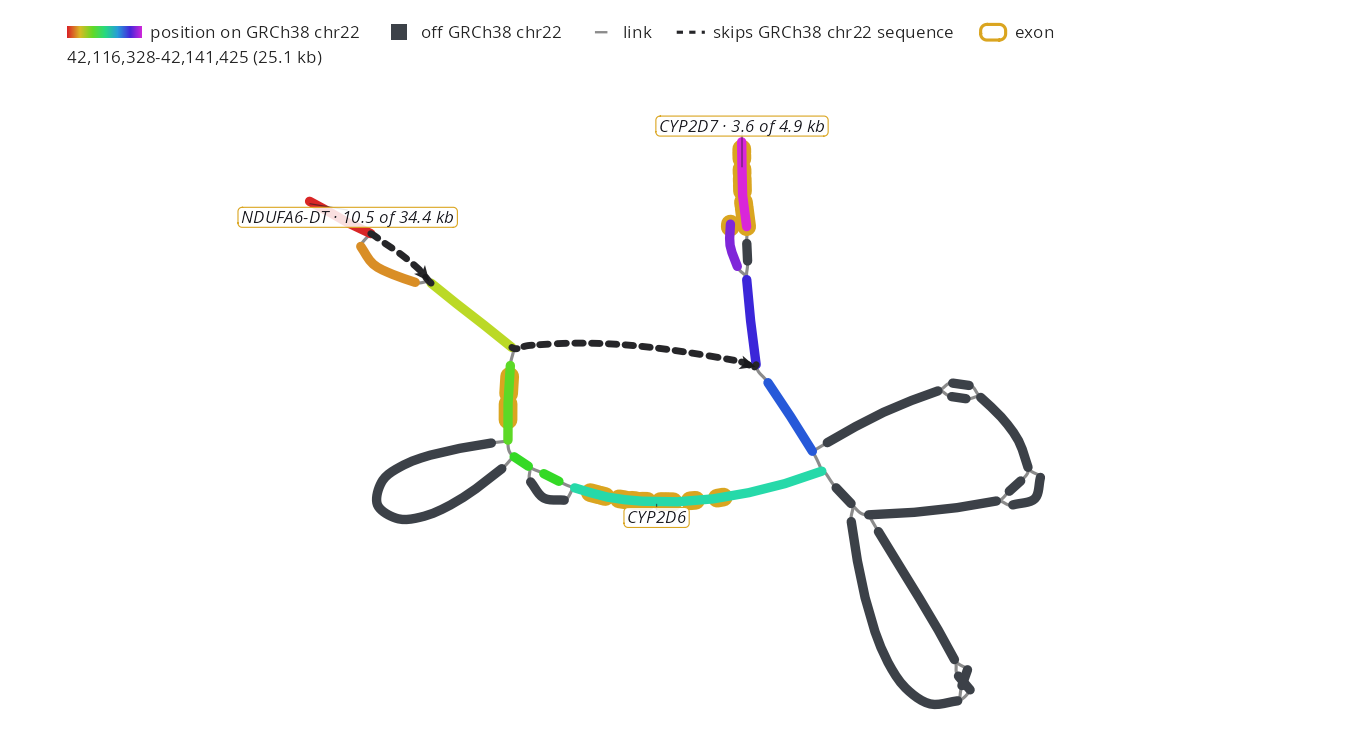 position on GRCh38 chr22
off GRCh38 chr22
link
skips GRCh38 chr22 sequence
exon
42,116,328-42,141,425 (25.1 kb)
CYP2D7 · 3.6 of 4.9 kb
NDUFA6-DT · 10.5 of 34.4 kb
CYP2D6